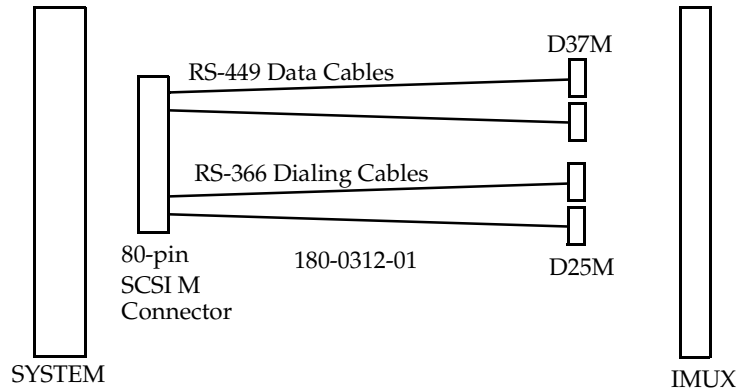 D37M
RS-449 Data Cables
RS-366 Dialing Cables
80-pin
SCSI M
Connector
180-0312-01
D25M
SYSTEM
IMUX